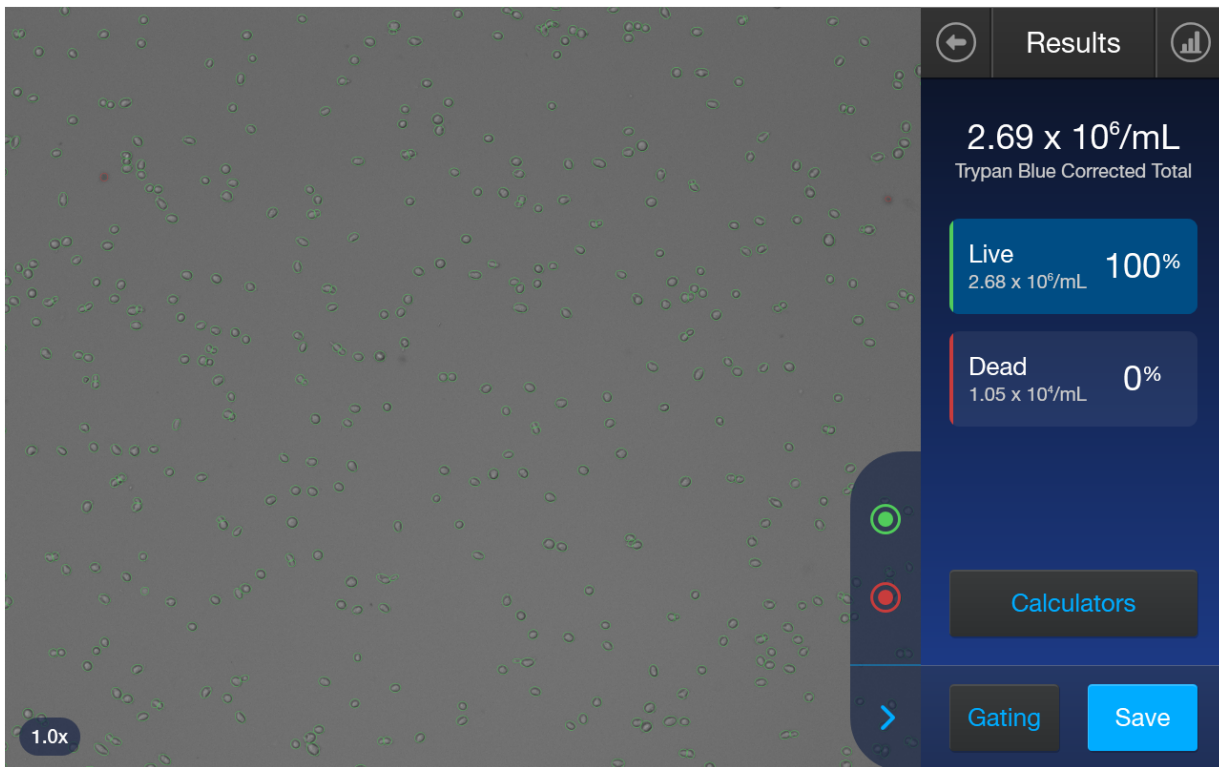 Results
2.69 x 10⁶/mL
Trypan Blue Corrected Total
Live
2.68 x 10⁶/mL
100%
Dead
1.05 x 10⁴/mL
0%
Calculators
Gating
Save
1.0x